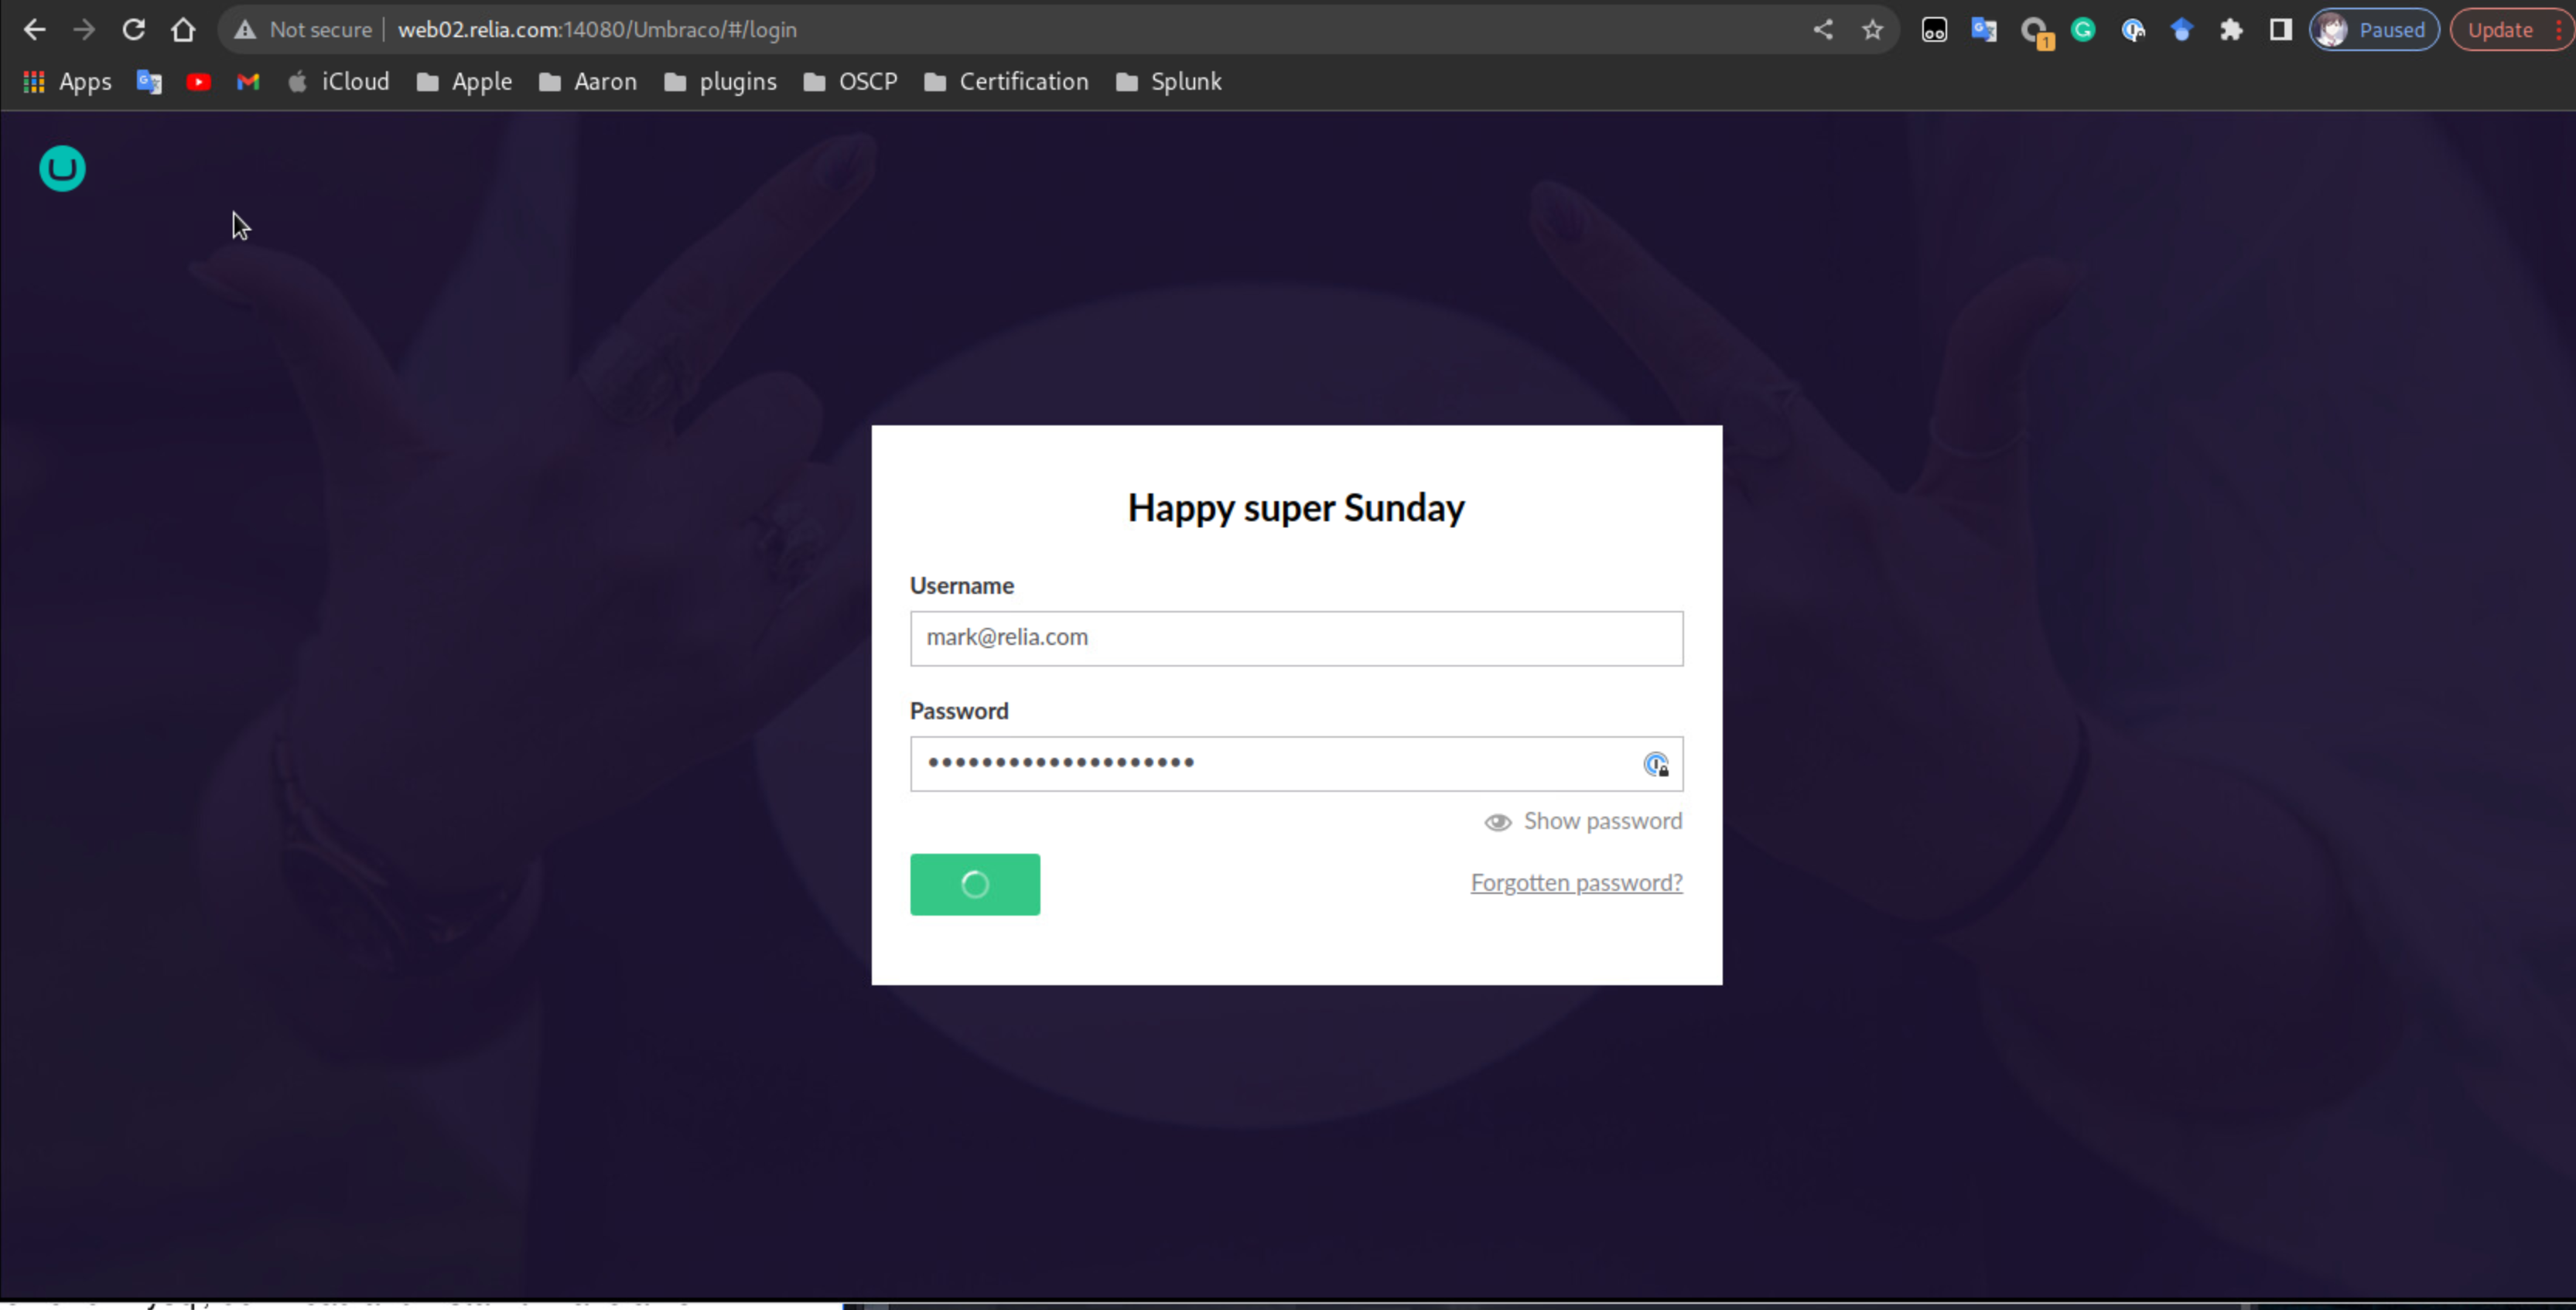 Not secure web02.relia.com:14080/Umbraco/#/login 1 Paused Update
Apps iCloud Apple Aaron plugins OSCP Certification Splunk
Happy super Sunday
Username
mark@relia.com
Password
••••••••••••••••••••
Show password
Forgotten password?